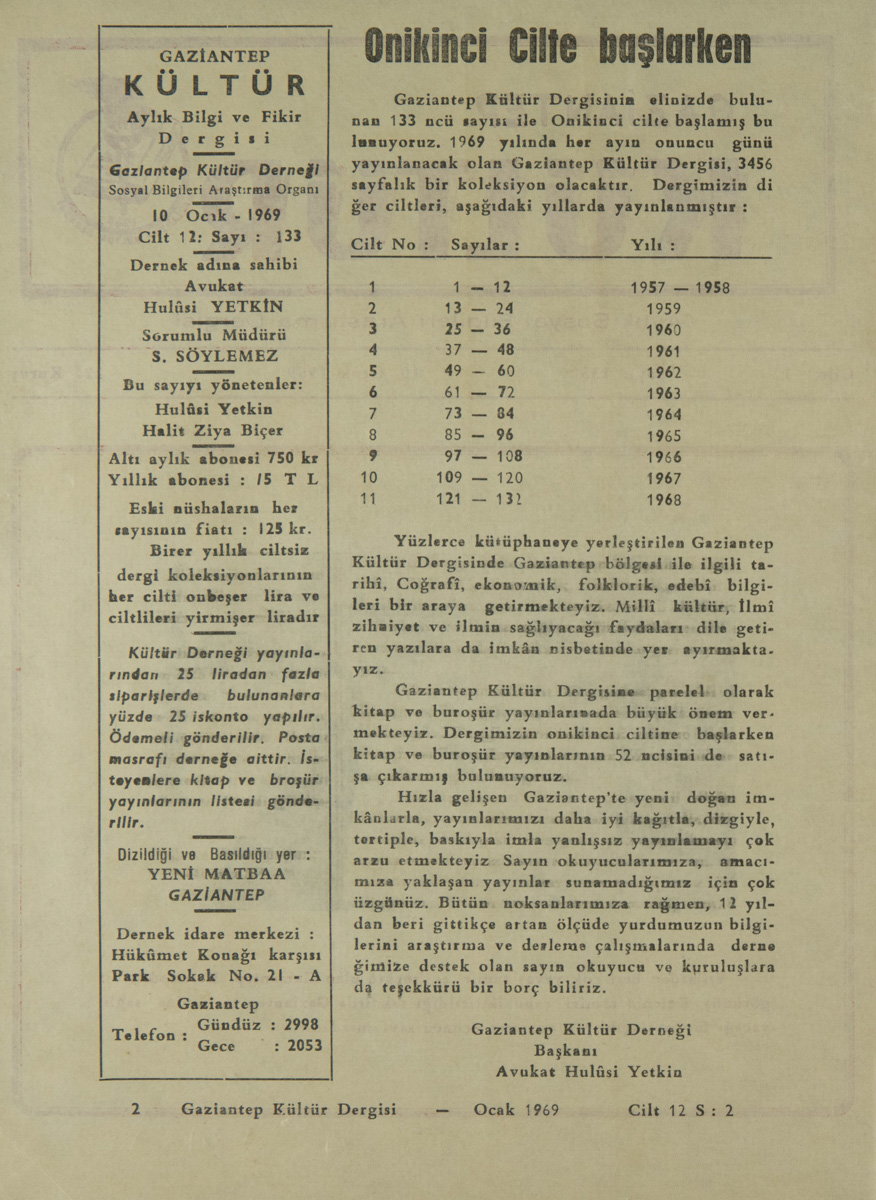 GAZİANTEP
KÜLTÜR
Aylık Bilgi ve Fikir
Dergisi
Gaziantep Kültür Derneği
Sosyal Bilgileri Araştırma Organı
10 Ocak - 1969
Cilt 12: Sayı : 133
Dernek adına sahibi
Avukat
Hulûsi YETKİN
Sorumlu Müdürü
S. SÖYLEMEZ
Bu sayıyı yönetenler:
Hulûsi Yetkin
Halit Ziya Biçer
Altı aylık abonesi 750 kr
Yıllık abonesi : 15 T L
Eski nüshaların her
sayısının fiatı : 125 kr.
Birer yıllık ciltsiz
dergi koleksiyonlarının
her cilti onbeşer lira ve
ciltlileri yirmişer liradır
Kültür Derneği yayınla-
rından 25 liradan fazla
siparişlerde bulunanlara
yüzde 25 iskonto yapılır.
Ödemeli gönderilir. Posta
masrafı derneğe aittir. İs-
teyenlere kitap ve broşür
yayınlarının listesi gönde-
rilir.
Dizildiği ve Basıldığı yer :
YENİ MATBAA
GAZİANTEP
Dernek idare merkezi :
Hükûmet Konağı karşısı
Park Sokak No. 21 - A
Gaziantep
Telefon : Gündüz : 2998
Gece : 2053
Onikinci Cilte başlarken
Gaziantep Kültür Dergisinin elinizde bulu-
nan 133 ncü sayısı ile Onikinci cilte başlamış bu
lunuyoruz. 1969 yılında her ayın onuncu günü
yayınlanacak olan Gaziantep Kültür Dergisi, 3456
sayfalık bir koleksiyon olacaktır. Dergimizin di
ğer ciltleri, aşağıdaki yıllarda yayınlanmıştır :
Cilt No : Sayılar : Yılı :
1 1 — 12 1957 — 1958
2 13 — 24 1959
3 25 — 36 1960
4 37 — 48 1961
5 49 — 60 1962
6 61 — 72 1963
7 73 — 84 1964
8 85 — 96 1965
9 97 — 108 1966
10 109 — 120 1967
11 121 — 132 1968
Yüzlerce kütüphaneye yerleştirilen Gaziantep
Kültür Dergisinde Gaziantep bölgesi ile ilgili ta-
rihî, Coğrafî, ekonomik, folklorik, edebî bilgi-
leri bir araya getirmekteyiz. Millî kültür, İlmî
zihniyet ve ilmin sağlıyacağı faydaları dile geti-
ren yazılara da imkân nisbetinde yer ayırmakta-
yız.
Gaziantep Kültür Dergisine parelel olarak
kitap ve buroşür yayınlarınada büyük önem ver-
mekteyiz. Dergimizin onikinci ciltine başlarken
kitap ve buroşür yayınlarının 52 ncisini de satı-
şa çıkarmış bulunuyoruz.
Hızla gelişen Gaziantep'te yeni doğan im-
kânlarla, yayınlarımızı daha iyi kağıtla, dizgiyle,
tertiple, baskıyla imla yanlışsız yayınlamayı çok
arzu etmekteyiz Sayın okuyucularımıza, amacı-
mıza yaklaşan yayınlar sunamadığımız için çok
üzgünüz. Bütün noksanlarımıza rağmen, 12 yıl-
dan beri gittikçe artan ölçüde yurdumuzun bilgi-
lerini araştırma ve derleme çalışmalarında derne
ğimize destek olan sayın okuyucu ve kuruluşlara
da teşekkürü bir borç biliriz.
Gaziantep Kültür Derneği
Başkanı
Avukat Hulûsi Yetkin
2 Gaziantep Kültür Dergisi — Ocak 1969 Cilt 12 S : 2